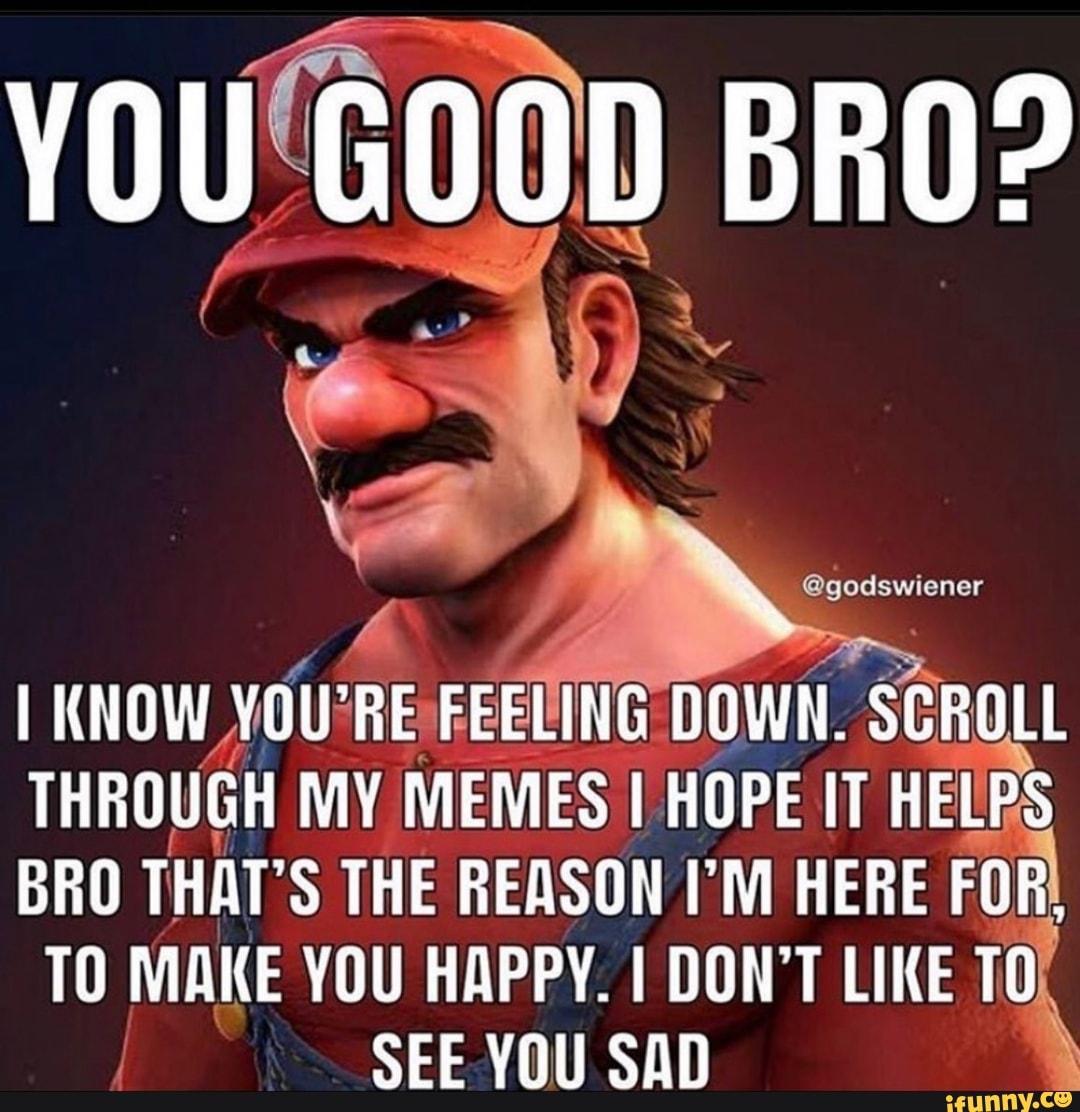 M
YOU GOOD BRO?
@godswiener
I KNOW YOU'RE FEELING DOWN. SCROLL
THROUGH MY MEMES I HOPE IT HELPS
BRO THAT'S THE REASON I'M HERE FOR,
TO MAKE YOU HAPPY. I DON'T LIKE TO
SEE YOU SAD
ifunny.co